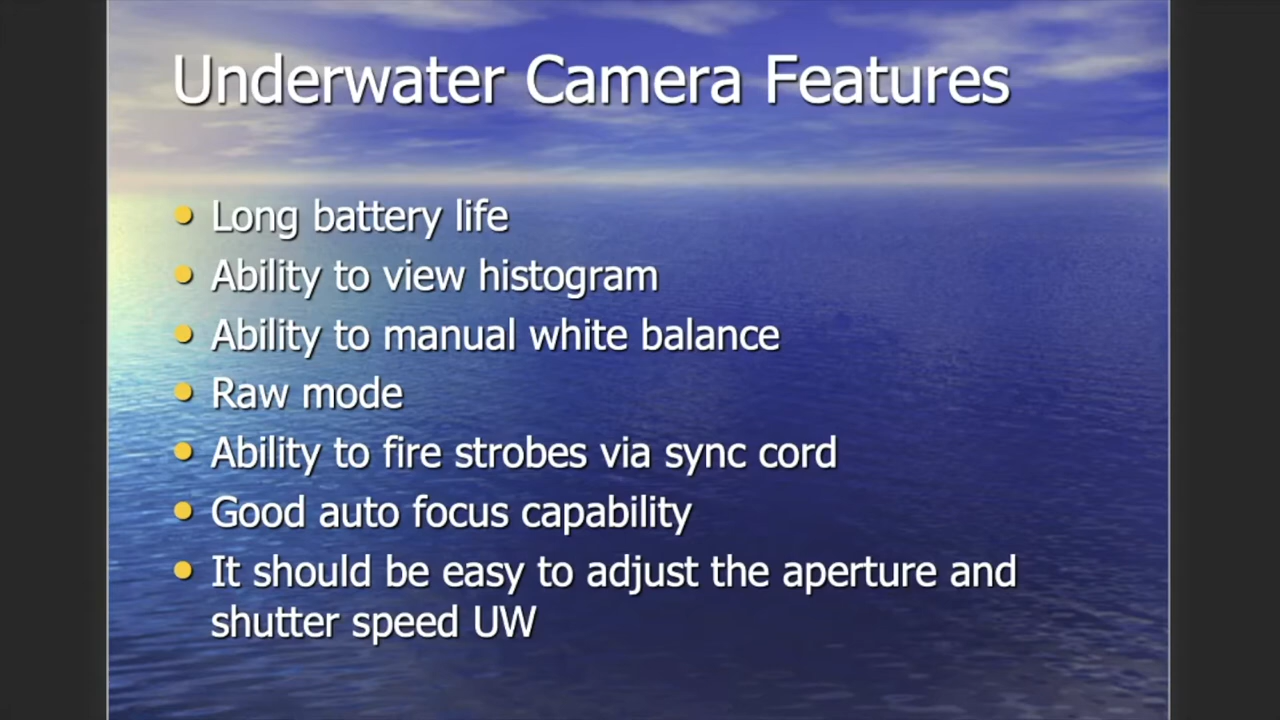 Underwater Camera Features
• Long battery life
• Ability to view histogram
• Ability to manual white balance
• Raw mode
• Ability to fire strobes via sync cord
• Good auto focus capability
• It should be easy to adjust the aperture and
shutter speed UW